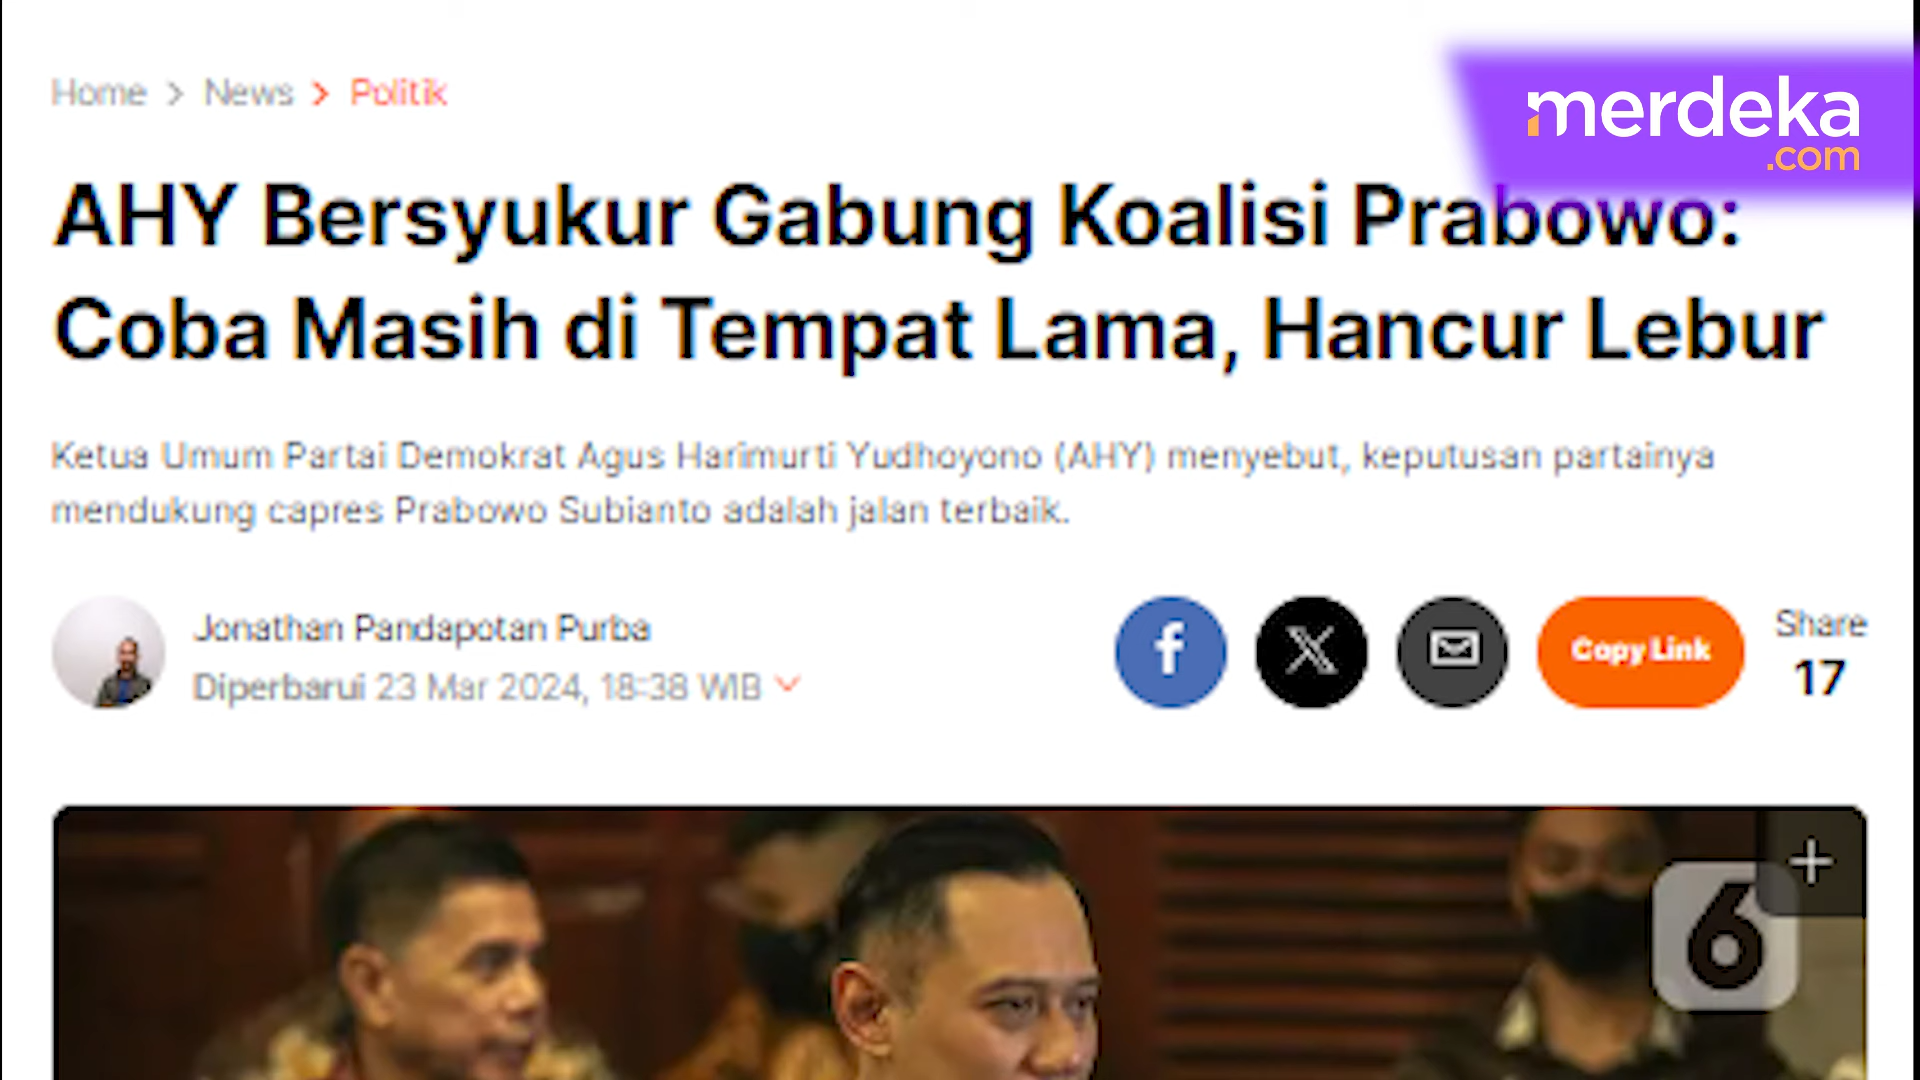 Home > News > Politik
merdeka
.com
AHY Bersyukur Gabung Koalisi Prabowo:
Coba Masih di Tempat Lama, Hancur Lebur
Ketua Umum Partai Demokrat Agus Harimurti Yudhoyono (AHY) menyebut, keputusan partainya
mendukung capres Prabowo Subianto adalah jalan terbaik.
Jonathan Pandapotan Purba
Diperbarui 23 Mar 2024, 18:38 WIB
Copy Link
Share
17
6